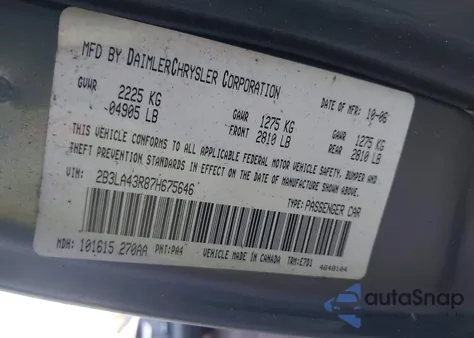 MFD BY DAIMLERCHRYSLER CORPORATION
DATE OF MFR: 10-06
GVWR 2225 KG 04905 LB
GAWR FRONT 1275 KG 2810 LB
GAWR REAR 1275 KG 2810 LB
THIS VEHICLE CONFORMS TO ALL APPLICABLE FEDERAL MOTOR VEHICLE SAFETY, BUMPER AND
THEFT PREVENTION STANDARDS IN EFFECT ON THE DATE OF MANUFACTURE SHOWN ABOVE.
VIN: 2B3LA43R87H675646
TYPE: PASSENGER CAR
MDH: 101615 270AA
PNT: PA4
VEHICLE MADE IN CANADA
TRM: E7D1
4648104
autoSnap